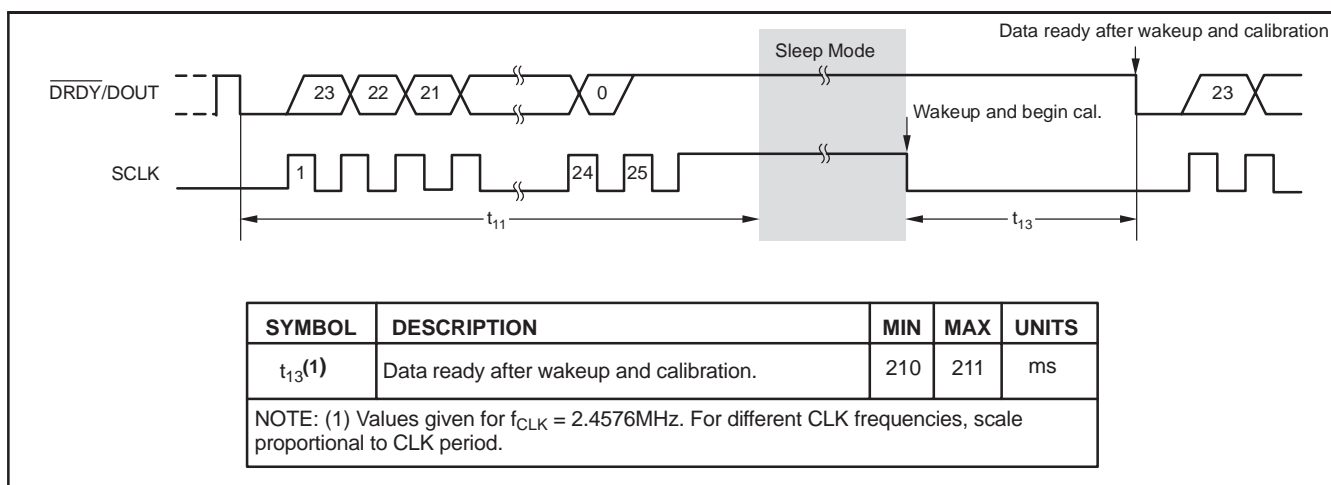 Data ready after wakeup and calibration
Sleep Mode
DRDY/DOUT
23 22 21 0 23
Wakeup and begin cal.
SCLK
1 24 25
t11 t13
SYMBOL DESCRIPTION MIN MAX UNITS
t13(1) Data ready after wakeup and calibration. 210 211 ms
NOTE: (1) Values given for fCLK = 2.4576MHz. For different CLK frequencies, scale
proportional to CLK period.